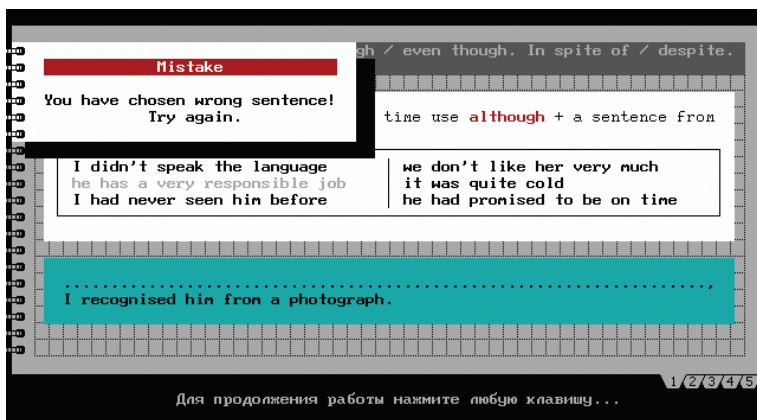 gh / even though. In spite of / despite.
Mistake
You have chosen wrong sentence!
Try again.
time use although + a sentence from
I didn't speak the language
he has a very responsible job
I had never seen him before
we don't like her very much
it was quite cold
he had promised to be on time
.....................................................................................,
I recognised him from a photograph.
1/2/3/4/5
Для продолжения работы нажмите любую клавишу...